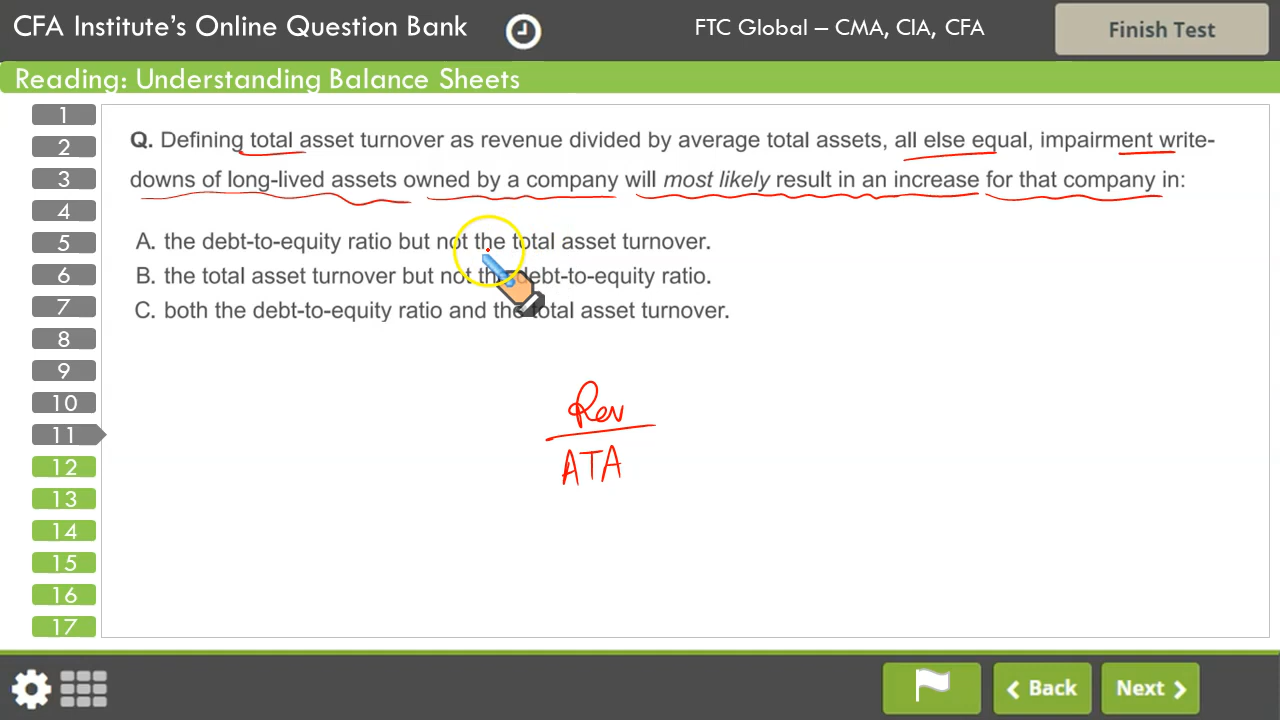 CFA Institute's Online Question Bank
FTC Global – CMA, CIA, CFA
Finish Test
Reading: Understanding Balance Sheets
1
2
3
4
5
6
7
8
9
10
11
12
13
14
15
16
17
Q. Defining total asset turnover as revenue divided by average total assets, all else equal, impairment write-
downs of long-lived assets owned by a company will most likely result in an increase for that company in:
A. the debt-to-equity ratio but not the total asset turnover.
B. the total asset turnover but not the debt-to-equity ratio.
C. both the debt-to-equity ratio and the total asset turnover.
Rev
ATA
Back
Next